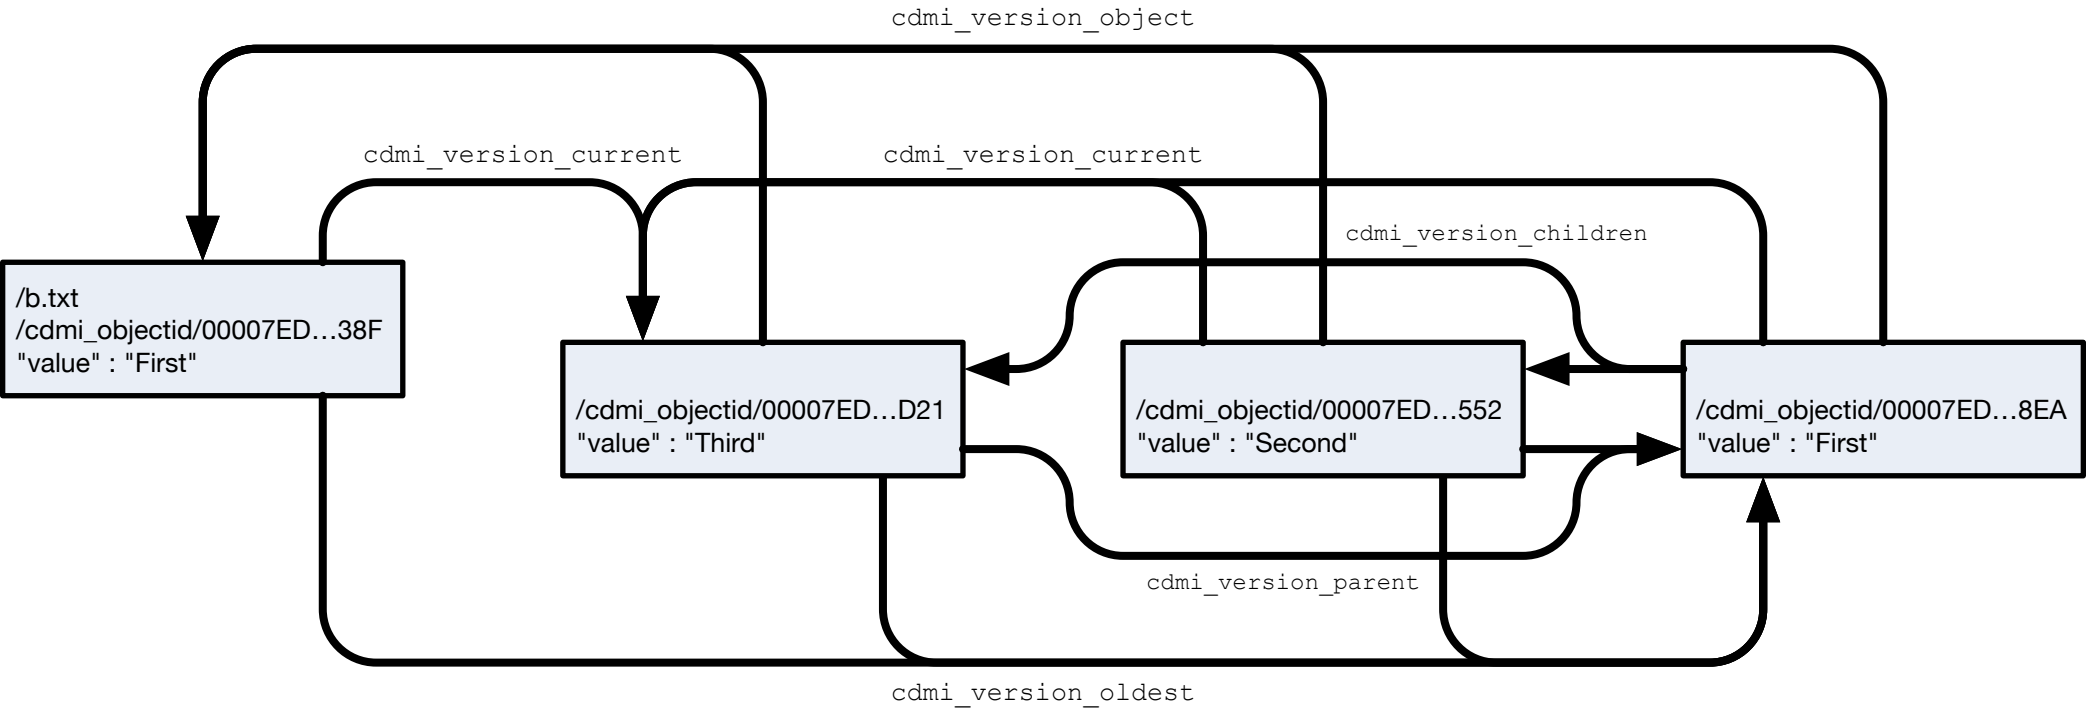 cdmi_version_object
cdmi_version_current
cdmi_version_current
cdmi_version_children
/b.txt
/cdmi_objectid/00007ED...38F
"value" : "First"
/cdmi_objectid/00007ED...D21
"value" : "Third"
/cdmi_objectid/00007ED...552
"value" : "Second"
/cdmi_objectid/00007ED...8EA
"value" : "First"
cdmi_version_parent
cdmi_version_oldest